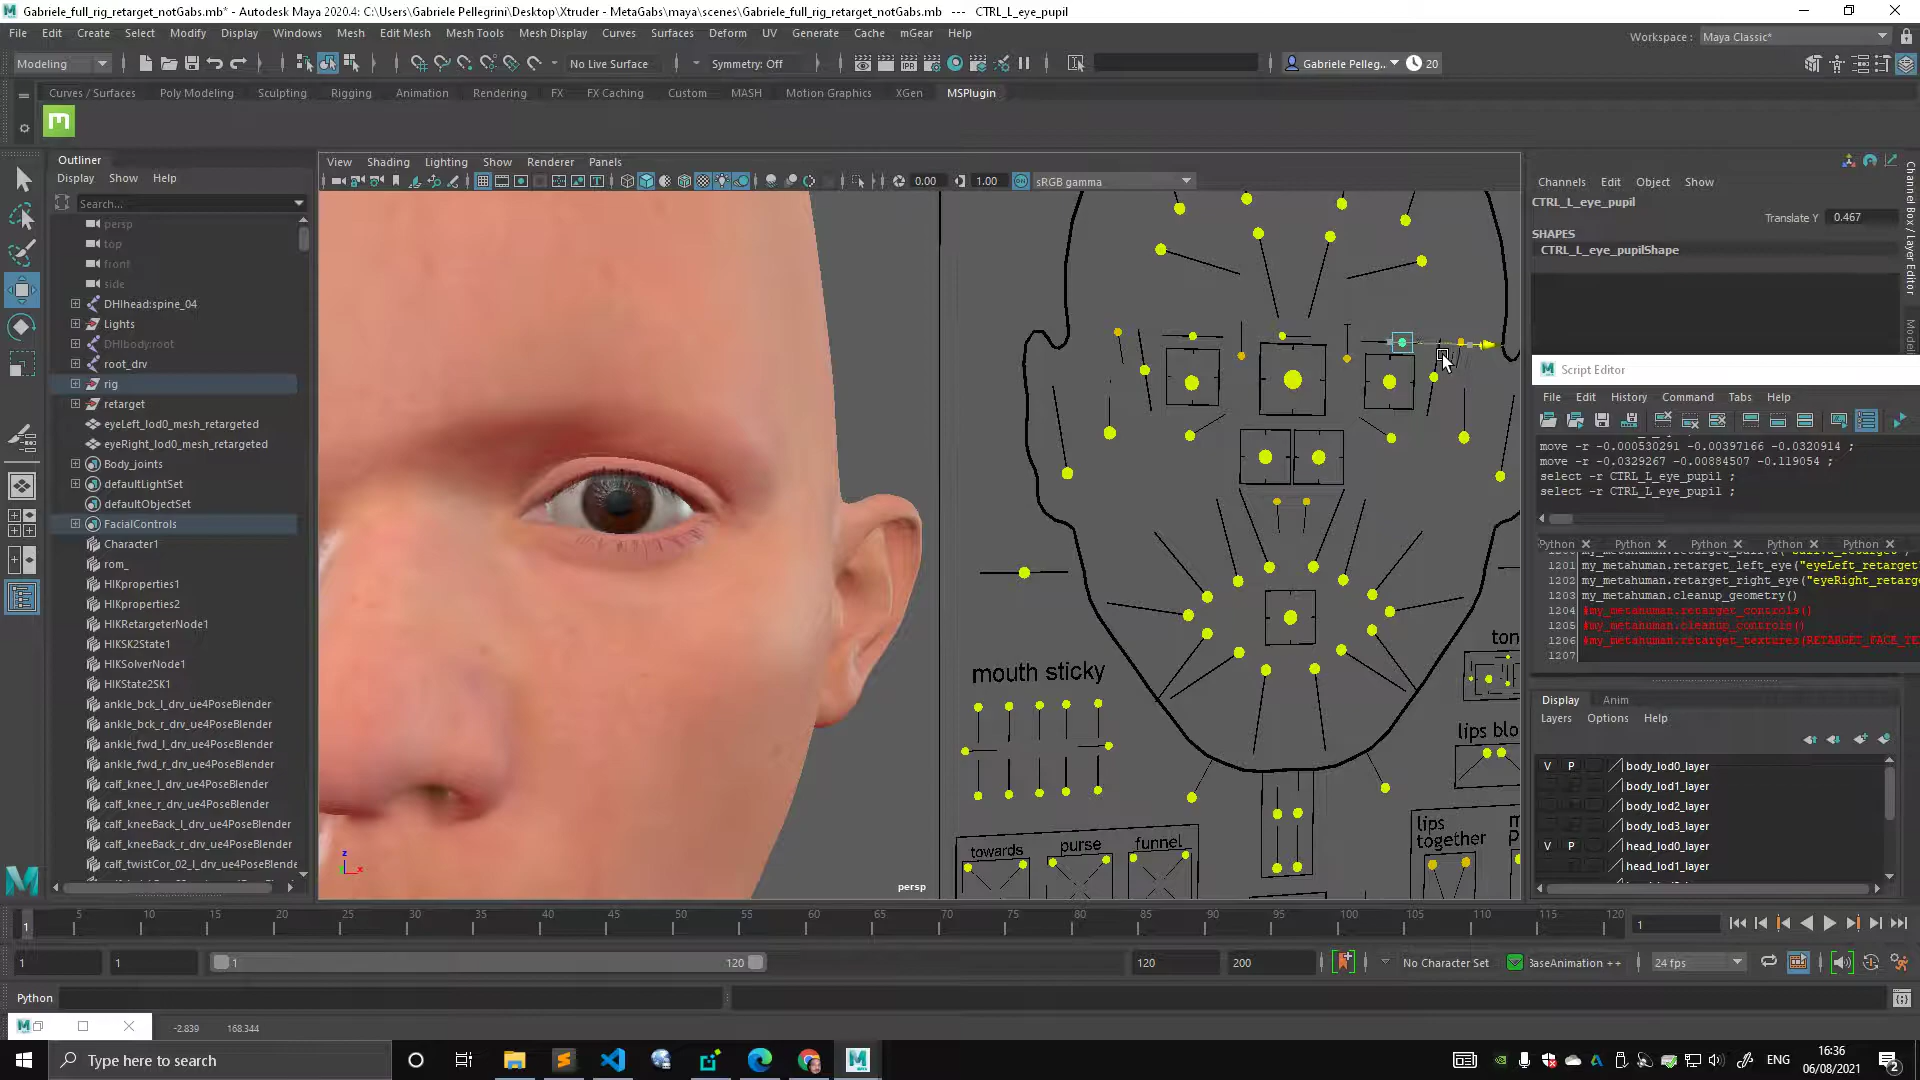 Gabriele_full_rig_retarget_notGabs.mb* - Autodesk Maya 2020.4: C:\Users\Gabriele Pellegrini\Desktop\Xtruder - MetaGabs\maya\scenes\Gabriele_full_rig_retarget_notGabs.mb --- CTRL_L_eye_pupil
File Edit Create Select Modify Display Windows Mesh Edit Mesh Mesh Tools Mesh Display Curves Surfaces Deform UV Generate Cache mGear Help
Workspace : Maya Classic*
Modeling
No Live Surface
Symmetry: Off
Gabriele Pelleg..
20
Curves / Surfaces Poly Modeling Sculpting Rigging Animation Rendering FX FX Caching Custom MASH Motion Graphics XGen MSPlugin
Outliner
Display Show Help
Search...
persp
top
front
side
DHIhead:spine_04
Lights
DHIbody:root
root_drv
rig
retarget
eyeLeft_lod0_mesh_retargeted
eyeRight_lod0_mesh_retargeted
Body_joints
defaultLightSet
defaultObjectSet
FacialControls
Character1
rom_
HIKproperties1
HIKproperties2
HIKRetargeterNode1
HIKSK2State1
HIKSolverNode1
HIKState2SK1
ankle_bck_l_drv_ue4PoseBlender
ankle_bck_r_drv_ue4PoseBlender
ankle_fwd_l_drv_ue4PoseBlender
ankle_fwd_r_drv_ue4PoseBlender
calf_knee_l_drv_ue4PoseBlender
calf_knee_r_drv_ue4PoseBlender
calf_kneeBack_l_drv_ue4PoseBlender
calf_kneeBack_r_drv_ue4PoseBlender
calf_twistCor_02_l_drv_ue4PoseBlende
View Shading Lighting Show Renderer Panels
0.00
1.00
sRGB gamma
mouth sticky
towards
purse
funnel
ton
lips blo
lips
together
persp
Channels Edit Object Show
CTRL_L_eye_pupil
Translate Y 0.467
SHAPES
CTRL_L_eye_pupilShape
Channel Box / Layer Editor
Script Editor
File Edit History Command Tabs Help
move -r -0.000530291 -0.00397166 -0.0320914 ;
move -r -0.0329267 -0.00884507 -0.119054 ;
select -r CTRL_L_eye_pupil ;
select -r CTRL_L_eye_pupil ;
Python Python Python Python Python
1201 my_metahuman.retarget_left_eye("eyeLeft_retarget
1202 my_metahuman.retarget_right_eye("eyeRight_retarge
1203 my_metahuman.cleanup_geometry()
1204 #my_metahuman.retarget_controls()
1205 #my_metahuman.cleanup_controls()
1206 #my_metahuman.retarget_textures(RETARGET_FACE_TE
1207
Display Anim
Layers Options Help
V P body_lod0_layer
body_lod1_layer
body_lod2_layer
body_lod3_layer
V P head_lod0_layer
head_lod1_layer
5 10 15 20 25 30 35 40 45 50 55 60 65 70 75 80 85 90 95 100 105 110 115 120
1
1
1
1
1
120
120
200
No Character Set
BaseAnimation
24 fps
Python
-2.839 168.344
Type here to search
ENG
16:36
06/08/2021
2